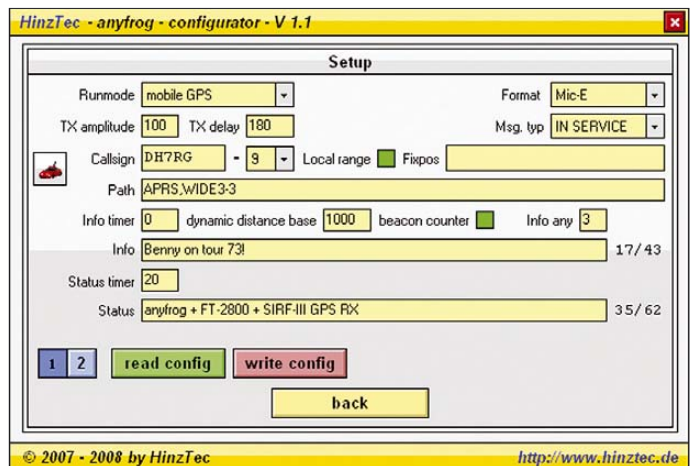 HinzTec - anyfrog - configurator - V 1.1
Setup
Runmode mobile GPS Format Mic-E
TX amplitude 100 TX delay 180 Msg. typ IN SERVICE
Callsign DH7RG - 9 Local range Fixpos
Path APRS,WIDE3-3
Info timer 0 dynamic distance base 1000 beacon counter Info any 3
Info Benny on tour 73! 17/43
Status timer 20
Status anyfrog + FT-2800 + SIRF-III GPS RX 35/62
1 2 read config write config
back
© 2007 - 2008 by HinzTec http://www.hinztec.de